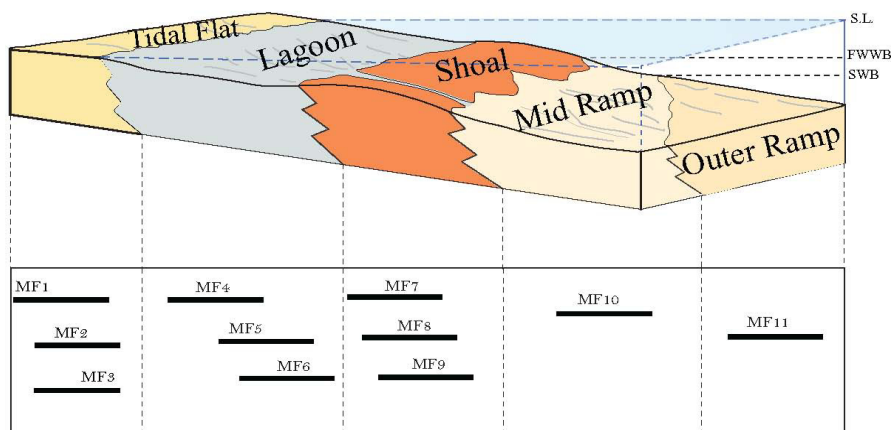 S.L.
Tidal Flat
Lagoon
Shoal
FWWB
SWB
Mid Ramp
Outer Ramp
MF1
MF4
MF7
MF10
MF2
MF5
MF8
MF11
MF3
MF6
MF9